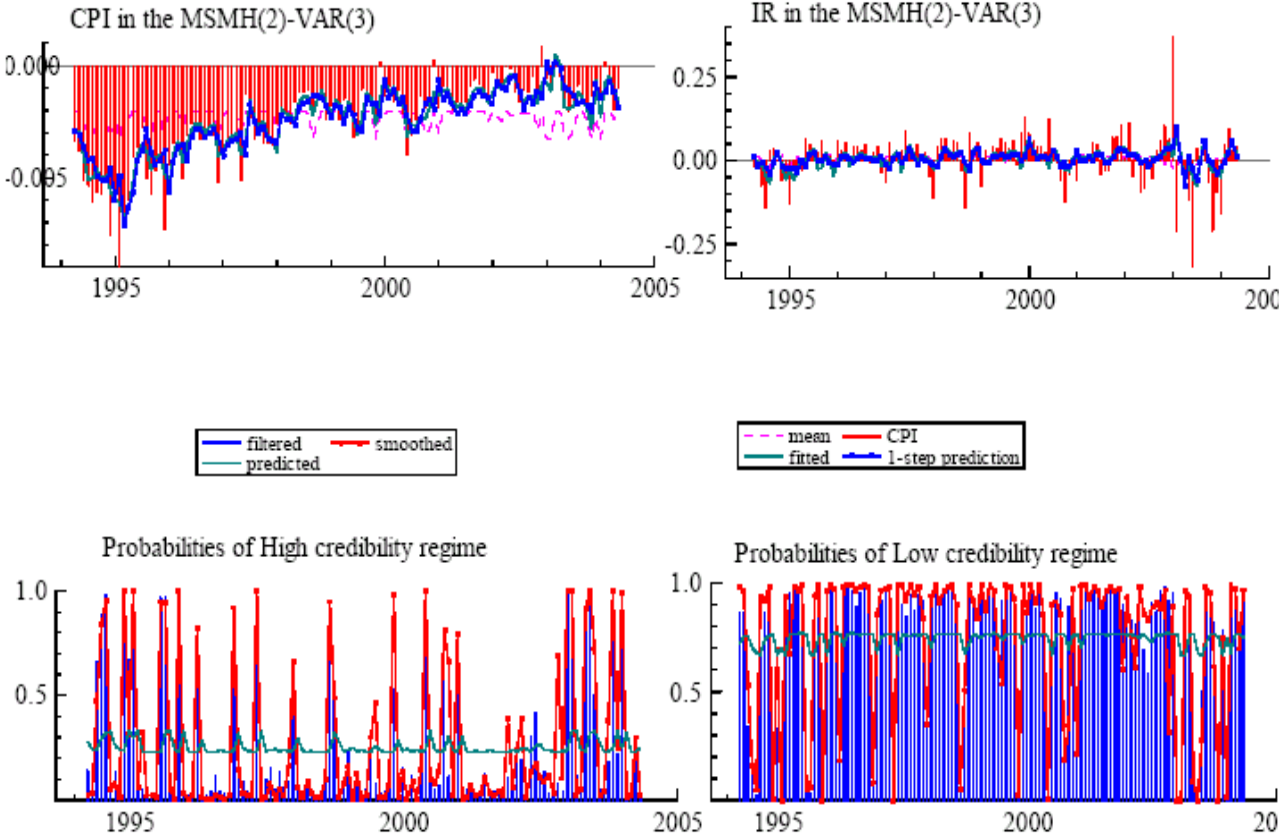 CPI in the MSMH(2)-VAR(3)
0.000
-0.095
1995
2000
2005
IR in the MSMH(2)-VAR(3)
0.25
0.00
-0.25
1995
2000
200
filtered
smoothed
predicted
mean
CPI
fitted
1-step prediction
Probabilities of High credibility regime
1.0
0.5
1995
2000
2005
Probabilities of Low credibility regime
1.0
0.5
1995
2000
20